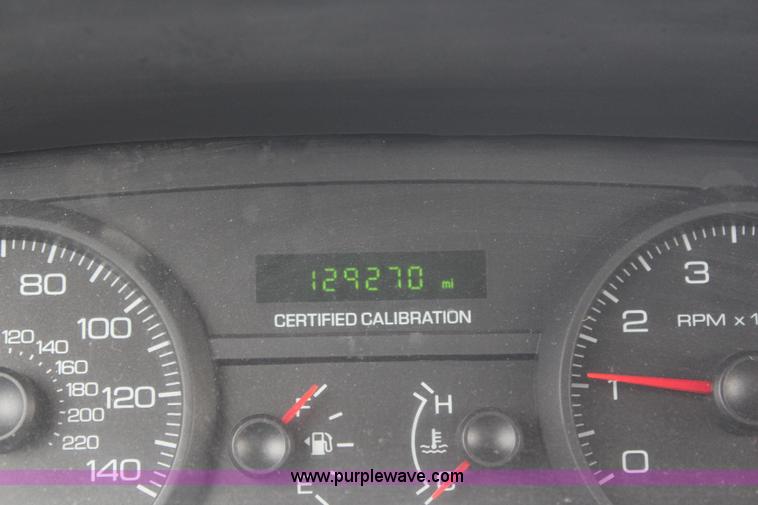 129270 mi
CERTIFIED CALIBRATION
80
100
120
140
120
140
160
180
200
220
F
E
H
3
2
RPM x 1
1
0
www.purplewave.com